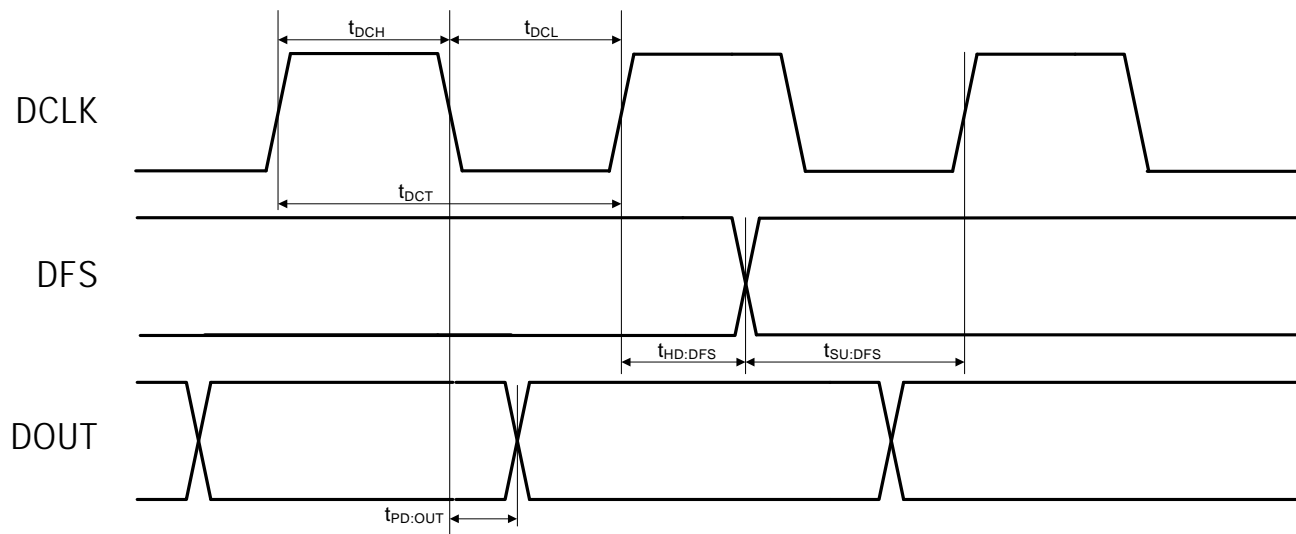 tDCH
tDCL
DCLK
tDCT
DFS
tHD:DFS
tSU:DFS
DOUT
tPD:OUT